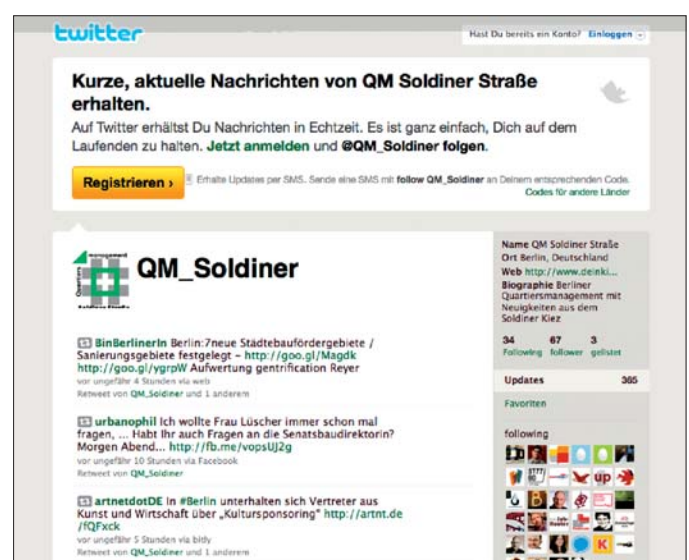 twitter
Hast Du bereits ein Konto? Einloggen
Kurze, aktuelle Nachrichten von QM Soldiner Straße
erhalten.
Auf Twitter erhältst Du Nachrichten in Echtzeit. Es ist ganz einfach, Dich auf dem
Laufenden zu halten. Jetzt anmelden und @QM_Soldiner folgen.
Registrieren ›
Erhalte Updates per SMS. Sende eine SMS mit follow QM_Soldiner an Deinem entsprechenden Code.
Codes für andere Länder
management
Quartiers
Soldiner Straße
QM_Soldiner
BinBerlinerIn Berlin:7neue Städtebaufördergebiete /
Sanierungsgebiete festgelegt – http://goo.gl/Magdk
http://goo.gl/ygrpW Aufwertung gentrification Reyer
vor ungefähr 4 Stunden via web
Retweet von QM_Soldiner und 1 anderem
urbanophil Ich wollte Frau Lüscher immer schon mal
fragen, ... Habt Ihr auch Fragen an die Senatsbaudirektorin?
Morgen Abend... http://fb.me/vopsUJ2g
vor ungefähr 10 Stunden via Facebook
Retweet von QM_Soldiner
artnetdotDE In #Berlin unterhalten sich Vertreter aus
Kunst und Wirtschaft über „Kultursponsoring" http://artnt.de
/fQFxck
vor ungefähr 5 Stunden via bitly
Retweet von QM_Soldiner und 1 anderem
Name QM Soldiner Straße
Ort Berlin, Deutschland
Web http://www.deinki...
Biographie Berliner
Quartiersmanagement mit
Neuigkeiten aus dem
Soldiner Kiez
34 67 3
Following follower gelistet
Updates 365
Favoriten
following
up
B
K